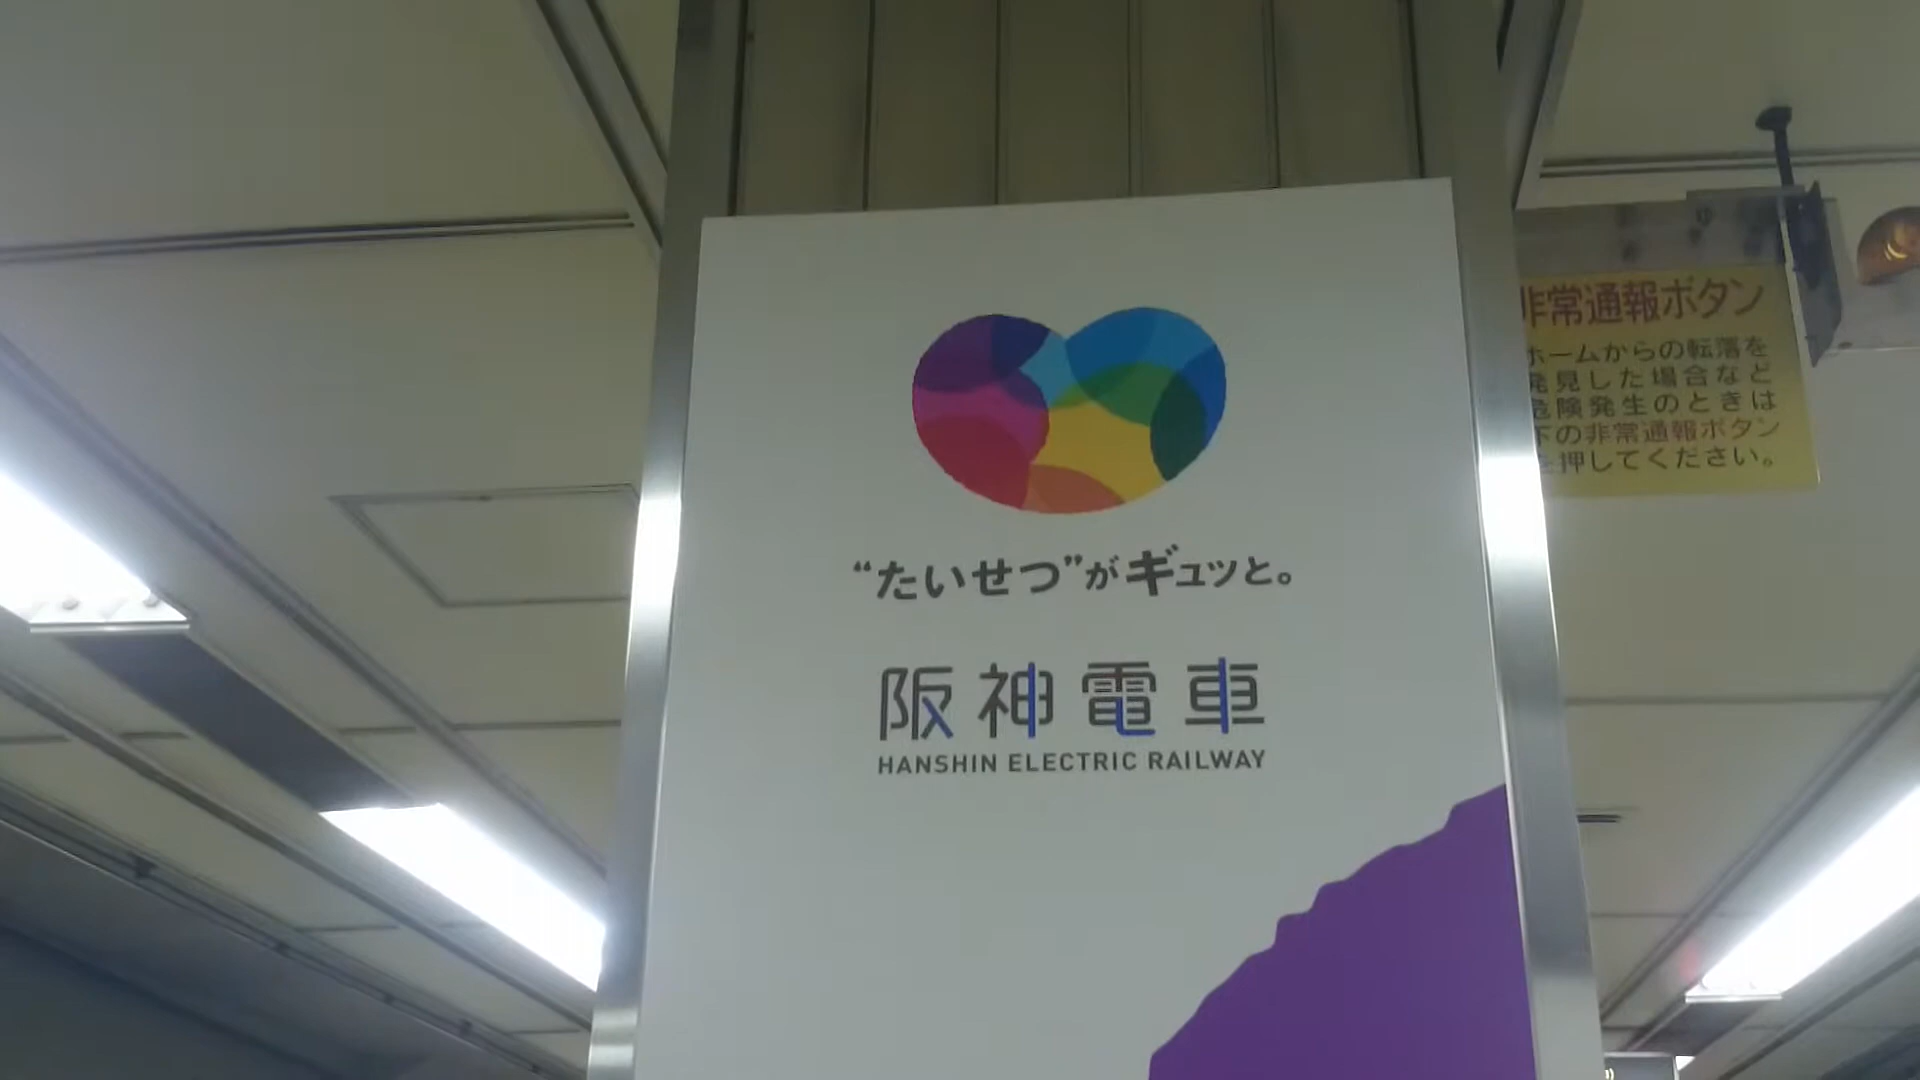 “たいせつ”がギュッと。
阪神電車
HANSHIN ELECTRIC RAILWAY
非常通報ボタン
ホームからの転落を
発見した場合など
危険発生のときは
下の非常通報ボタン
を押してください。